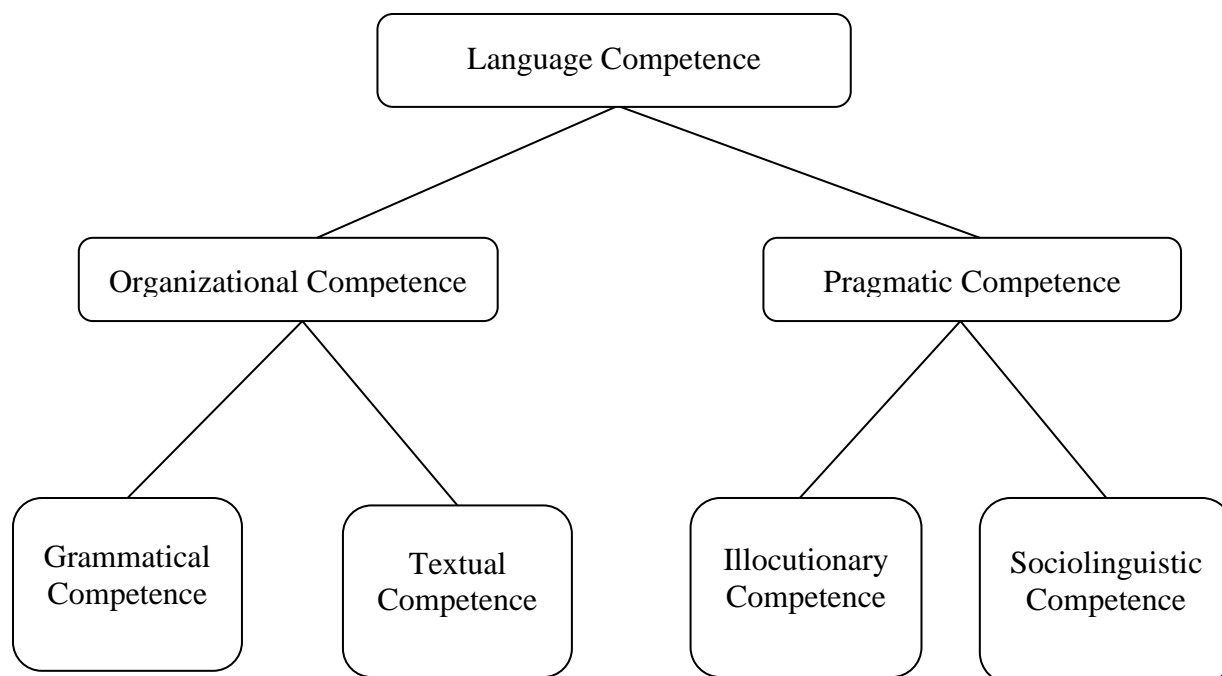 Language Competence
Organizational Competence
Pragmatic Competence
Grammatical
Competence
Textual
Competence
Illocutionary
Competence
Sociolinguistic
Competence